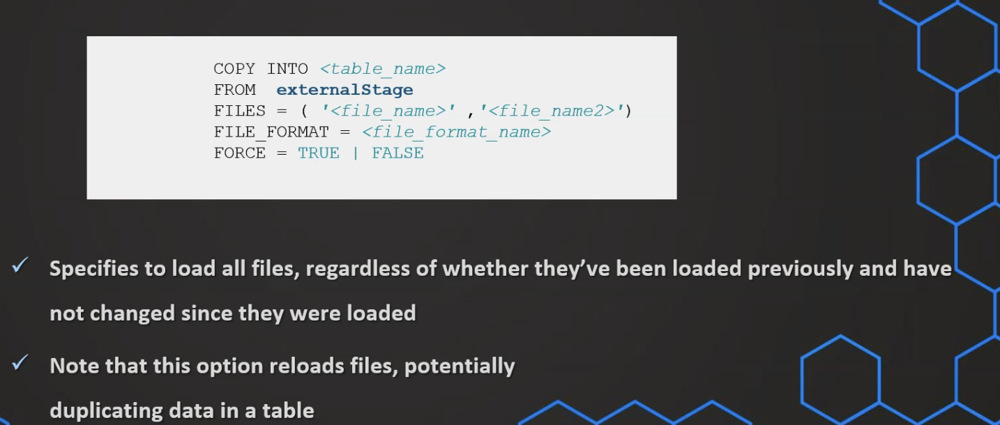 COPY INTO <table_name>
FROM externalStage
FILES = ( '<file_name>' ,'<file_name2>')
FILE_FORMAT = <file_format_name>
FORCE = TRUE | FALSE
Specifies to load all files, regardless of whether they’ve been loaded previously and have
not changed since they were loaded
Note that this option reloads files, potentially
duplicating data in a table